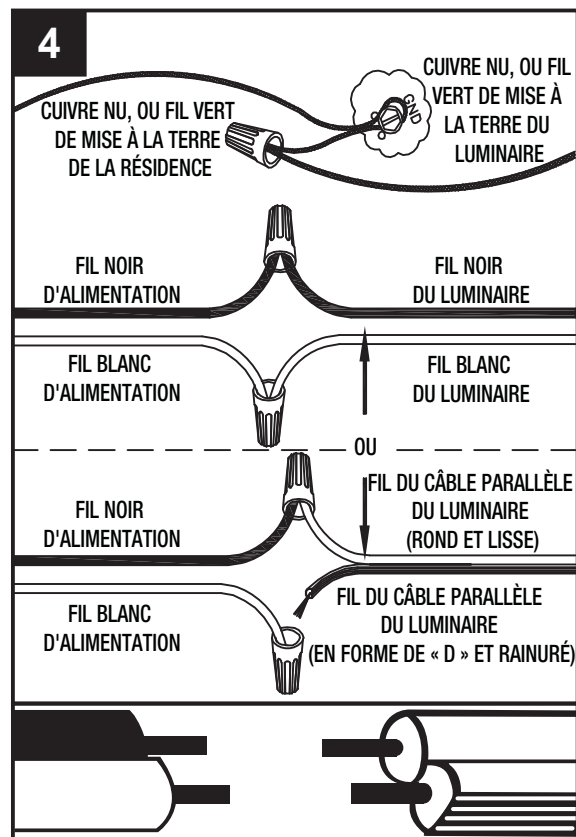 4
CUIVRE NU, OU FIL VERT
DE MISE À LA TERRE
DE LA RÉSIDENCE
CUIVRE NU, OU FIL
VERT DE MISE À
LA TERRE DU
LUMINAIRE
GND
FIL NOIR
D'ALIMENTATION
FIL NOIR
DU LUMINAIRE
FIL BLANC
D'ALIMENTATION
FIL BLANC
DU LUMINAIRE
OU
FIL NOIR
D'ALIMENTATION
FIL DU CÂBLE PARALLÈLE
DU LUMINAIRE
(ROND ET LISSE)
FIL BLANC
D'ALIMENTATION
FIL DU CÂBLE PARALLÈLE
DU LUMINAIRE
(EN FORME DE « D » ET RAINURÉ)